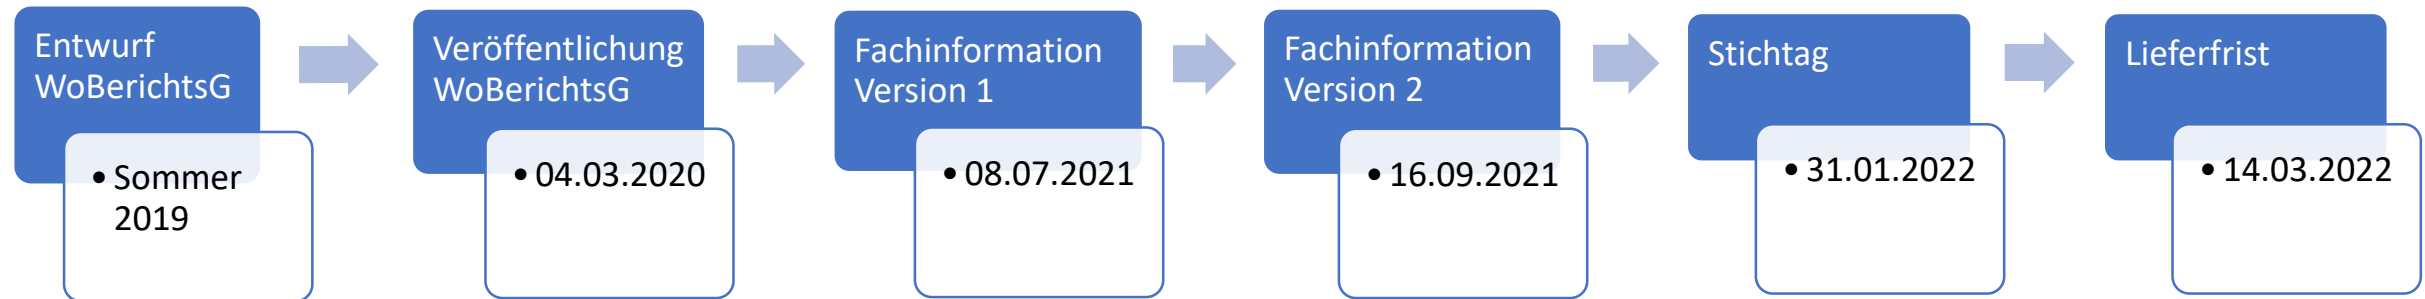 Entwurf
WoBerichtsG
• Sommer
2019
Veröffentlichung
WoBerichtsG
• 04.03.2020
Fachinformation
Version 1
• 08.07.2021
Fachinformation
Version 2
• 16.09.2021
Stichtag
• 31.01.2022
Lieferfrist
• 14.03.2022